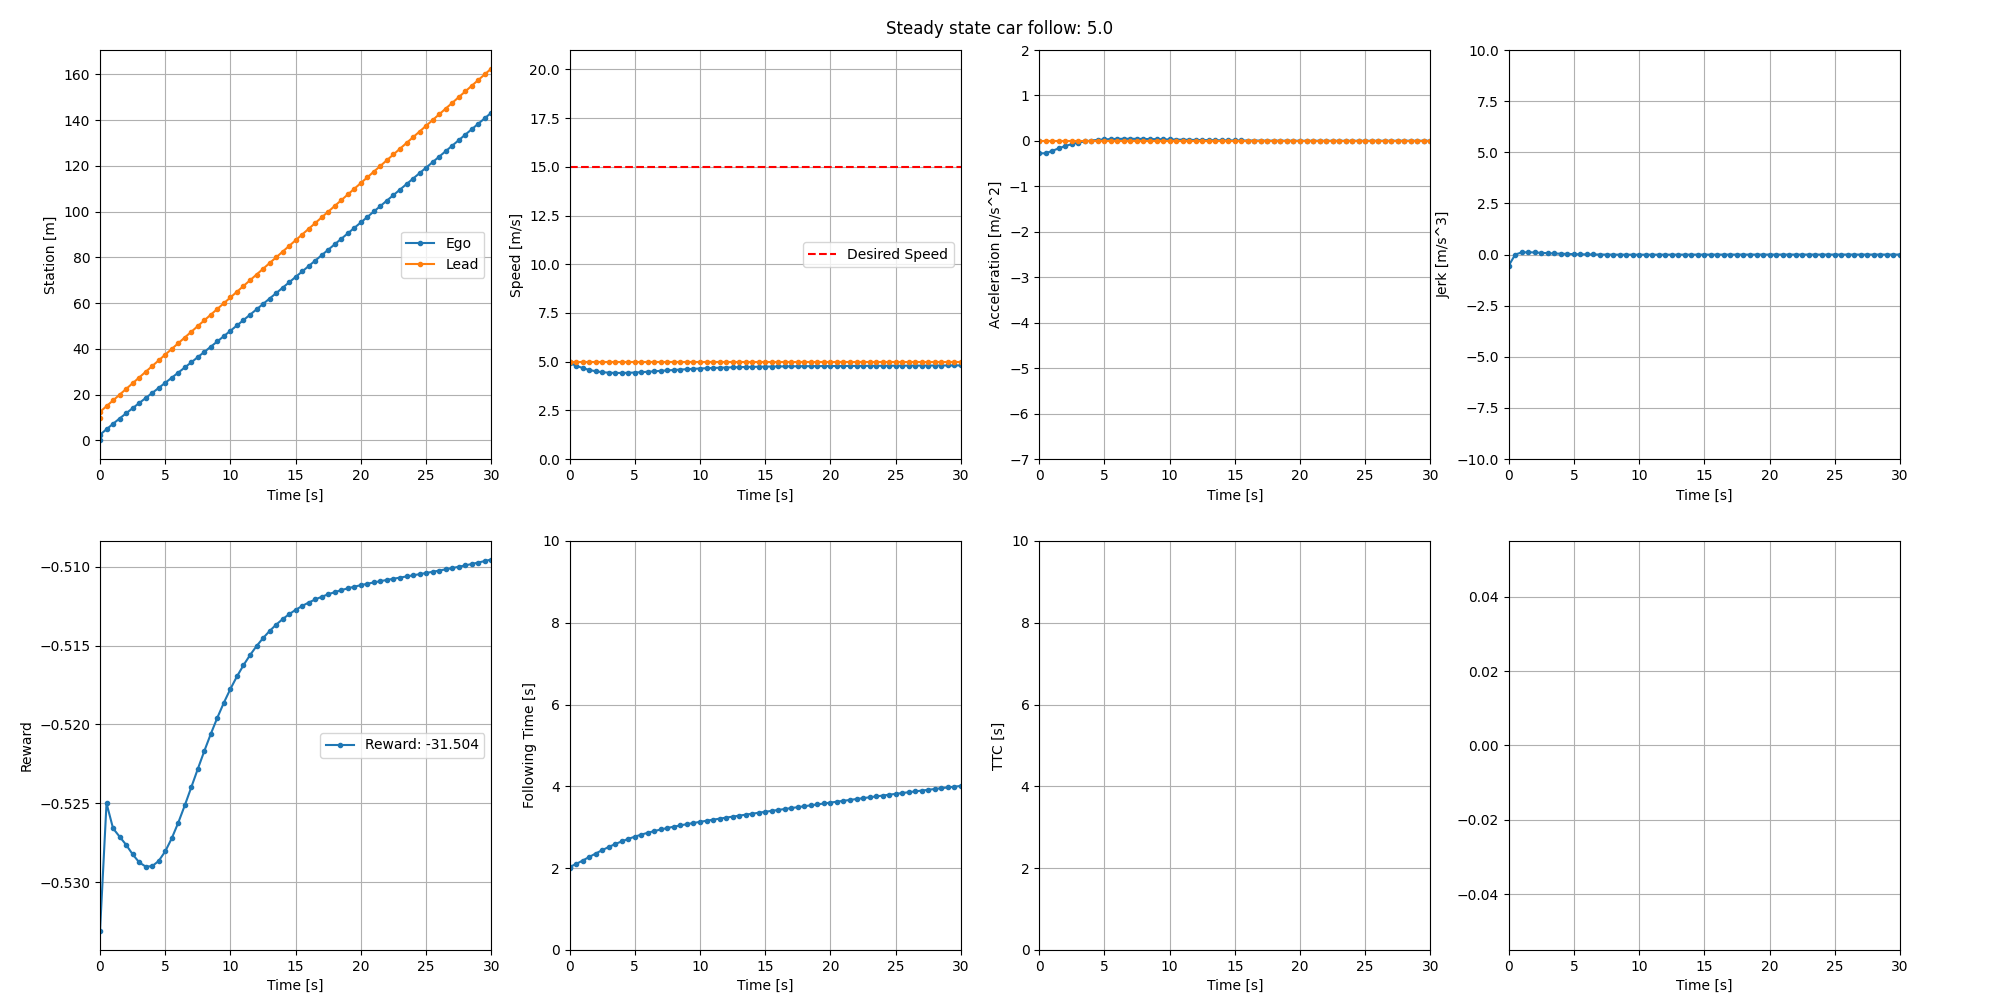 Steady state car follow: 5.0
Station [m]
160
140
120
100
80
60
40
20
0
Ego
Lead
0 5 10 15 20 25 30
Time [s]
Speed [m/s]
20.0
17.5
15.0
12.5
10.0
7.5
5.0
2.5
0.0
Desired Speed
0 5 10 15 20 25 30
Time [s]
Acceleration [m/s^2]
2
1
0
−1
−2
−3
−4
−5
−6
−7
0 5 10 15 20 25 30
Time [s]
Jerk [m/s^3]
10.0
7.5
5.0
2.5
0.0
−2.5
−5.0
−7.5
−10.0
0 5 10 15 20 25 30
Time [s]
Reward
−0.510
−0.515
−0.520
−0.525
−0.530
Reward: -31.504
0 5 10 15 20 25 30
Time [s]
Following Time [s]
10
8
6
4
2
0
0 5 10 15 20 25 30
Time [s]
TTC [s]
10
8
6
4
2
0
0 5 10 15 20 25 30
Time [s]
0.04
0.02
0.00
−0.02
−0.04
0 5 10 15 20 25 30
Time [s]